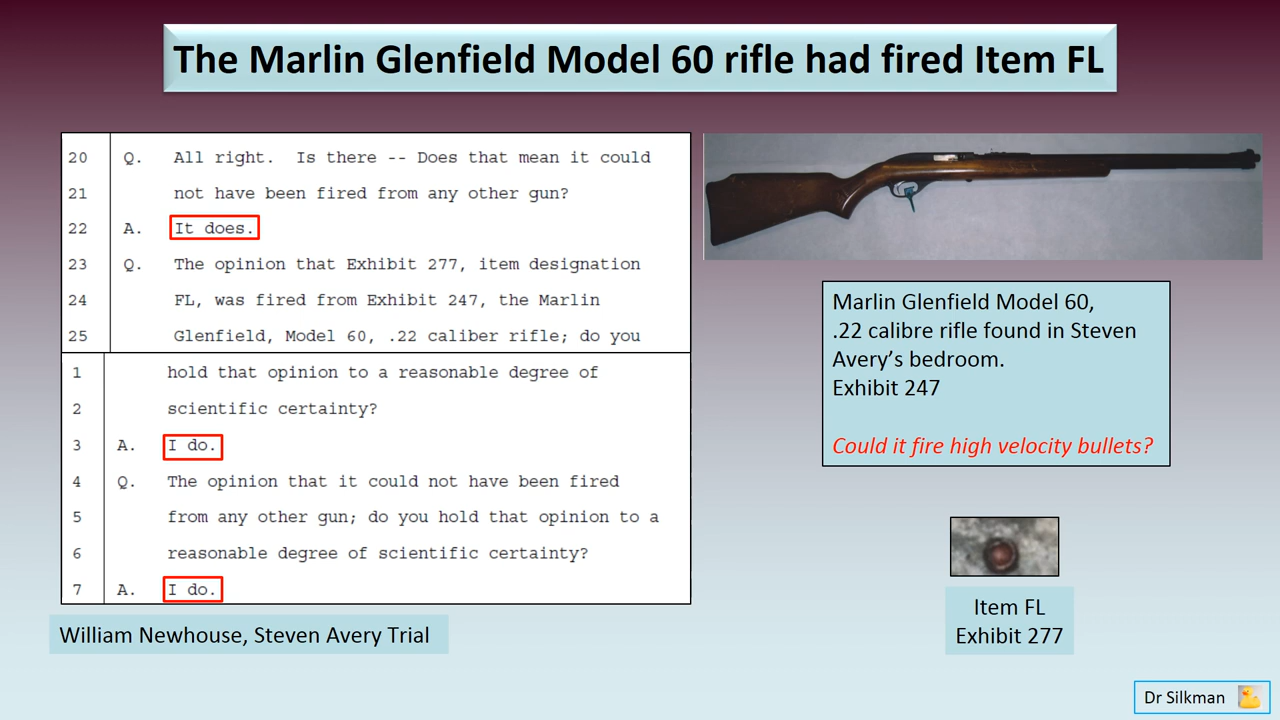 The Marlin Glenfield Model 60 rifle had fired Item FL
20 Q. All right. Is there -- Does that mean it could
21 not have been fired from any other gun?
22 A. It does.
23 Q. The opinion that Exhibit 277, item designation
24 FL, was fired from Exhibit 247, the Marlin
25 Glenfield, Model 60, .22 caliber rifle; do you
1 hold that opinion to a reasonable degree of
2 scientific certainty?
3 A. I do.
4 Q. The opinion that it could not have been fired
5 from any other gun; do you hold that opinion to a
6 reasonable degree of scientific certainty?
7 A. I do.
William Newhouse, Steven Avery Trial
Marlin Glenfield Model 60,
.22 calibre rifle found in Steven
Avery's bedroom.
Exhibit 247
Could it fire high velocity bullets?
Item FL
Exhibit 277
Dr Silkman